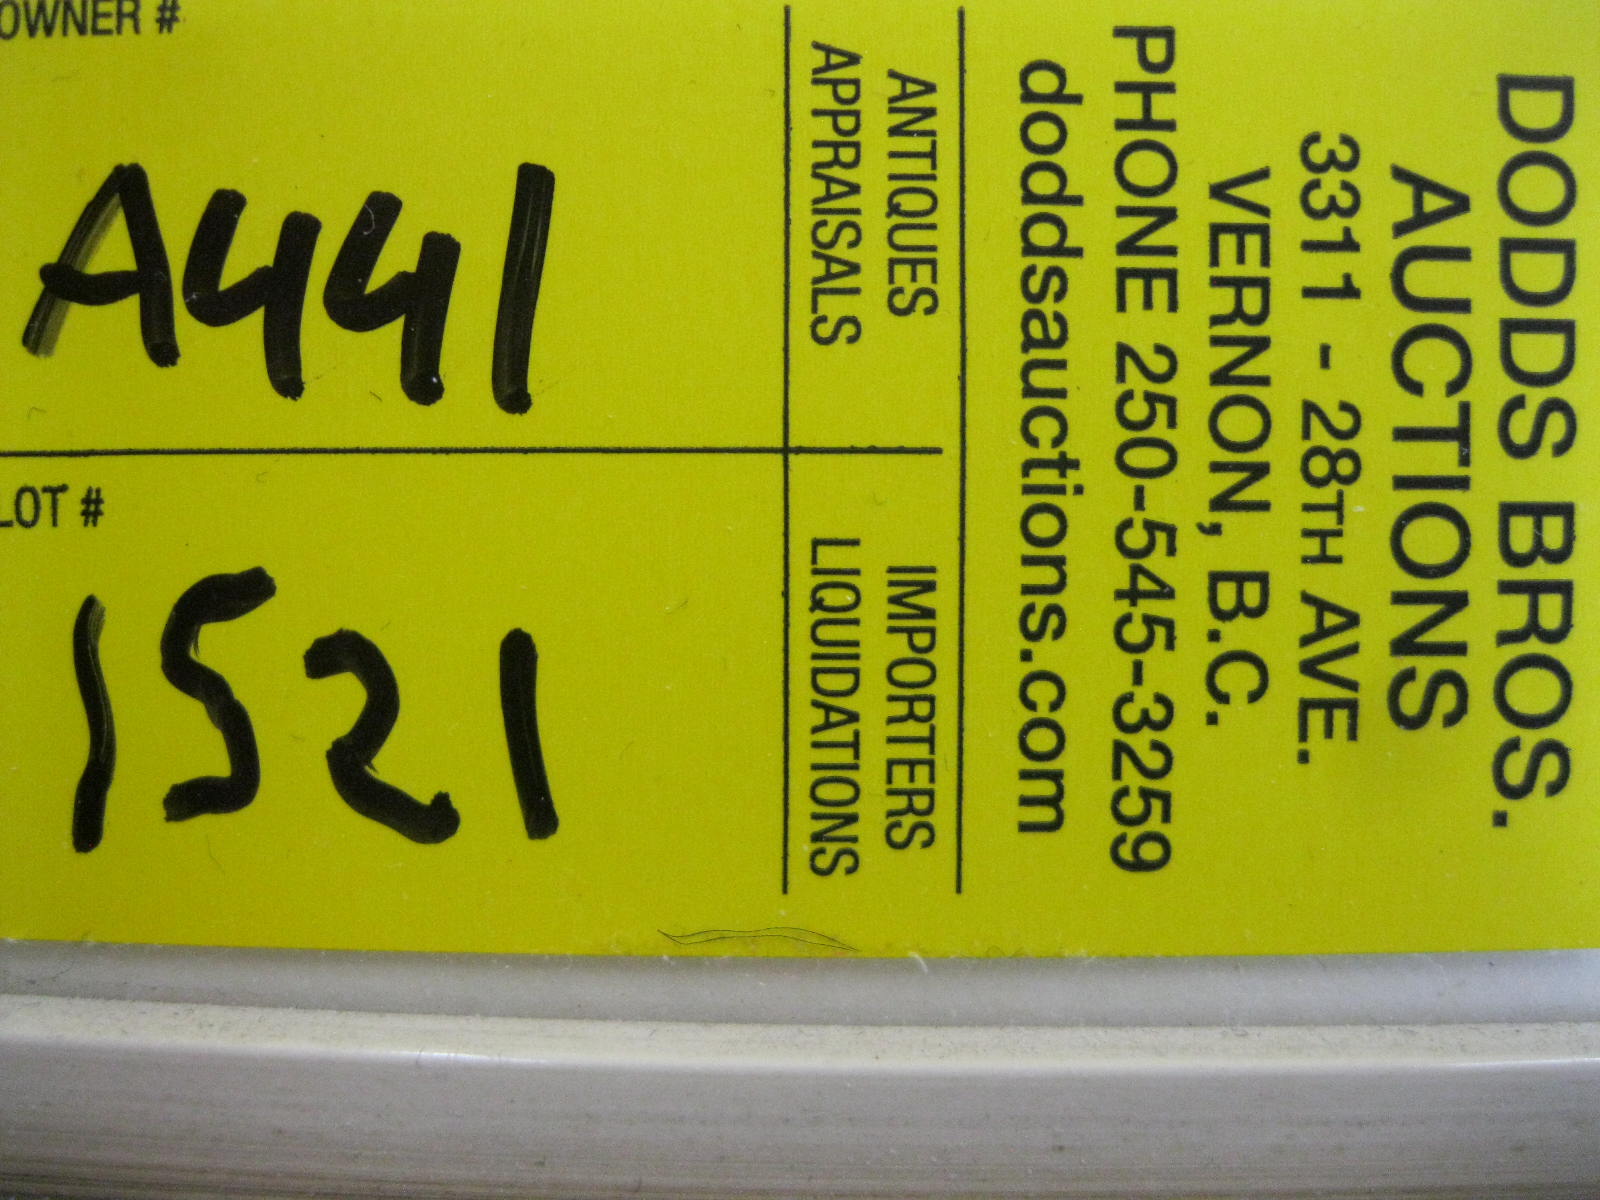 DODDS BROS.
AUCTIONS
3311 - 28TH AVE.
VERNON, B.C.
PHONE 250-545-3259
doddsauctions.com
ANTIQUES
APPRAISALS
IMPORTERS
LIQUIDATIONS
OWNER #
A441
LOT #
1521